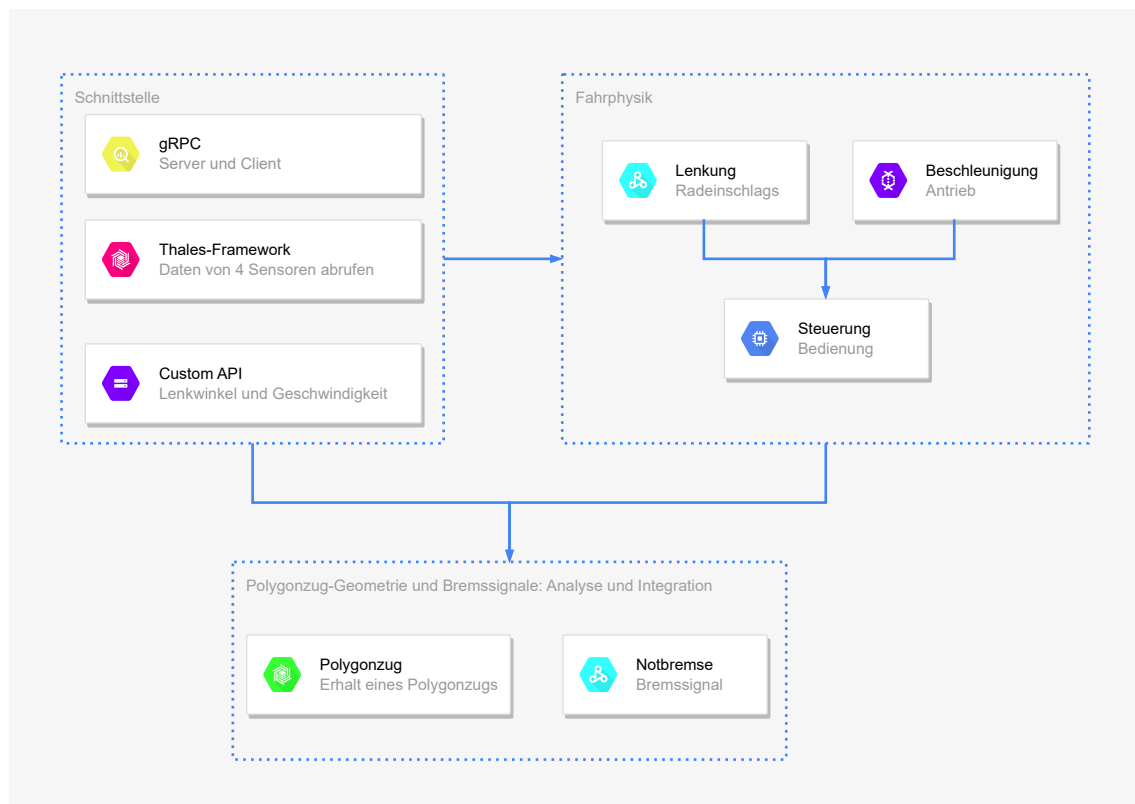 Schnittstelle
gRPC
Server und Client
Thales-Framework
Daten von 4 Sensoren abrufen
Custom API
Lenkwinkel und Geschwindigkeit
Fahrphysik
Lenkung
Radeinschlags
Beschleunigung
Antrieb
Steuerung
Bedienung
Polygonzug-Geometrie und Bremssignale: Analyse und Integration
Polygonzug
Erhalt eines Polygonzugs
Notbremse
Bremssignal